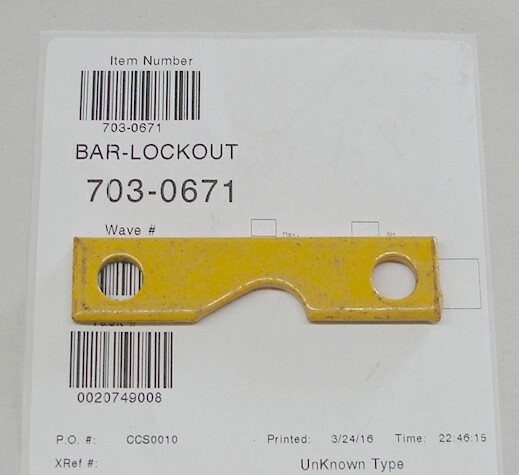 Item Number
703-0671
BAR-LOCKOUT
703-0671
Wave #
0020749008
P.O. #: CCS0010 Printed: 3/24/16 Time: 22:46:15
XRef #: UnKnown Type